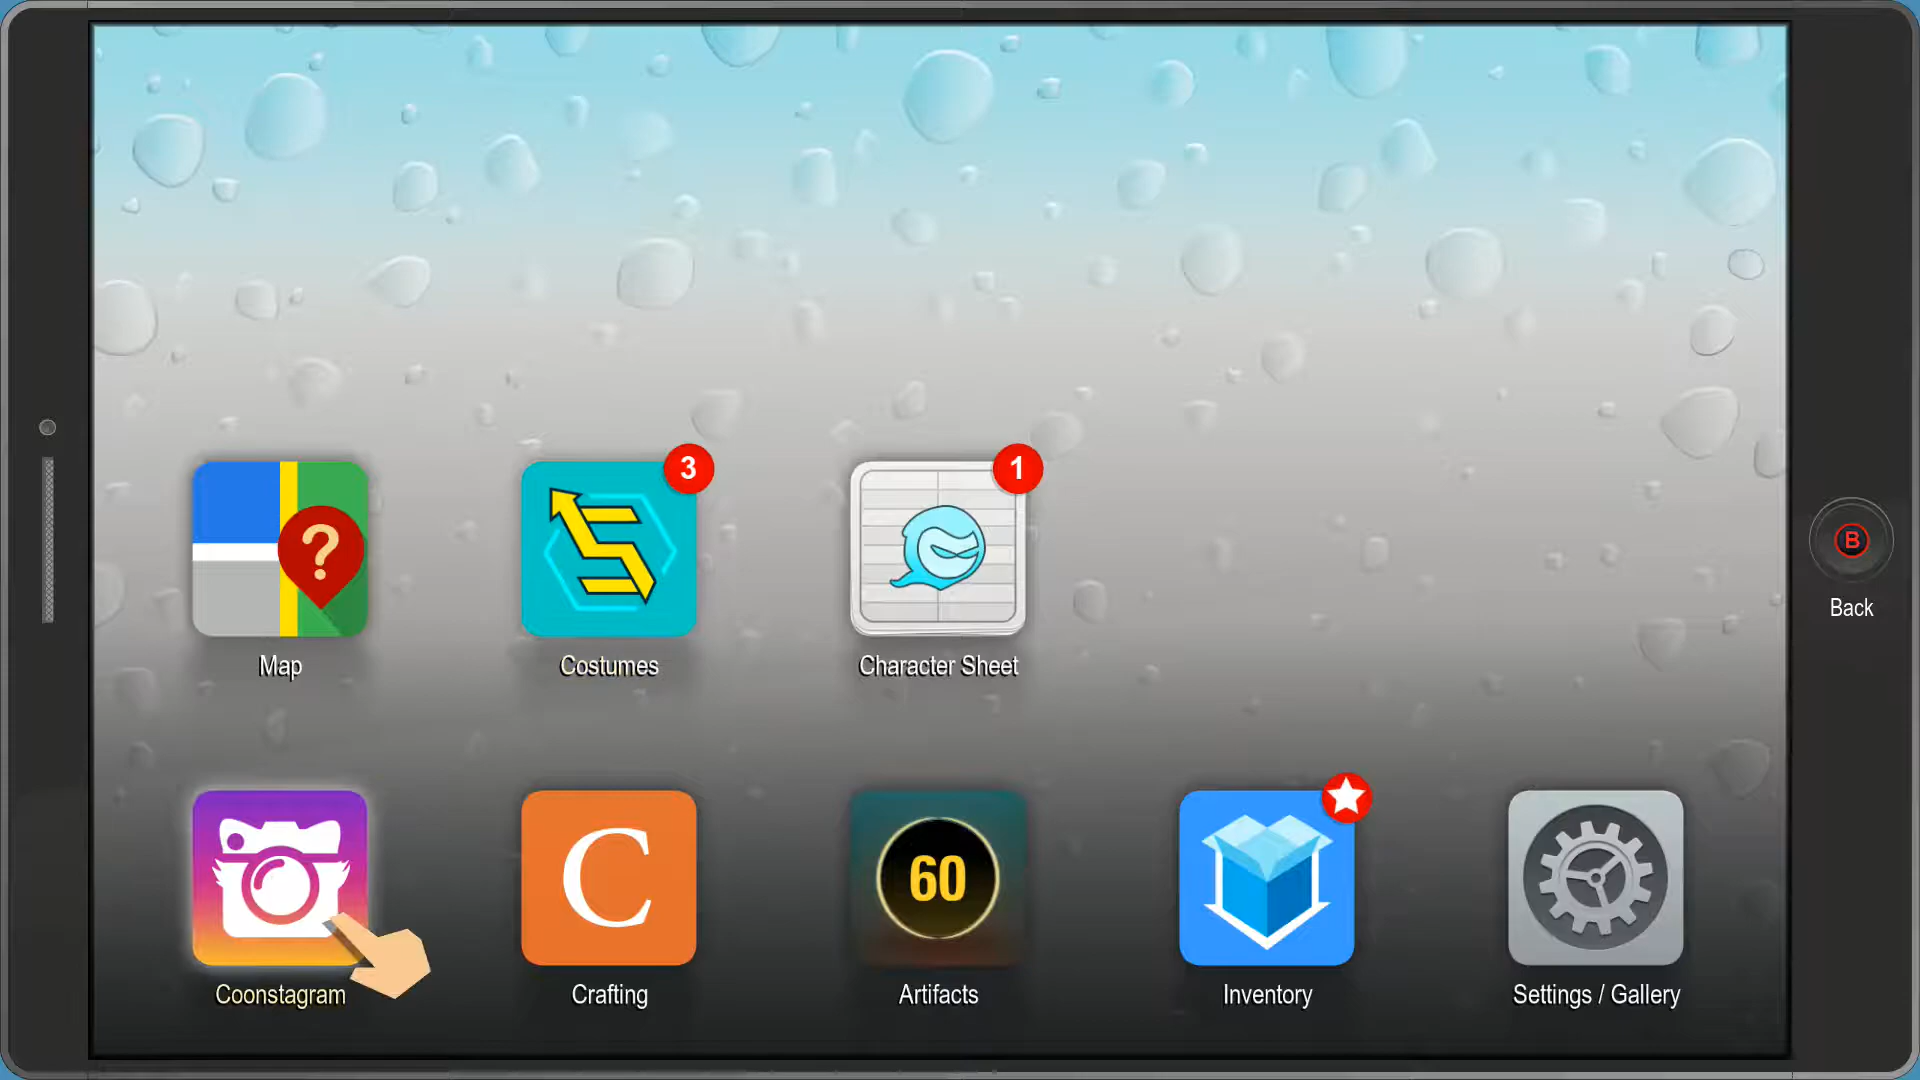 3
1
?
B
Back
Map
Costumes
Character Sheet
C
60
Coonstagram
Crafting
Artifacts
Inventory
Settings / Gallery